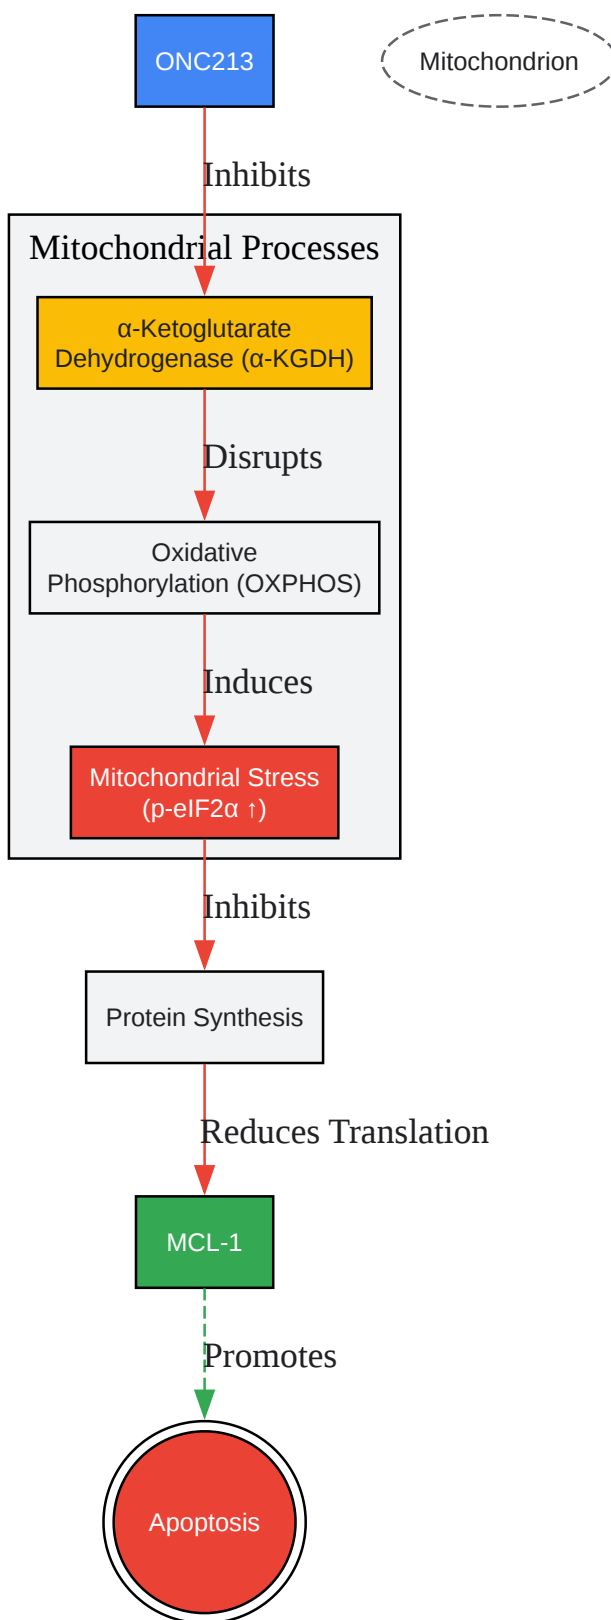 ONC213
Mitochondrion
Inhibits
Mitochondrial Processes
α-Ketoglutarate
Dehydrogenase (α-KGDH)
Disrupts
Oxidative
Phosphorylation (OXPHOS)
Induces
Mitochondrial Stress
(p-eIF2α ↑)
Inhibits
Protein Synthesis
Reduces Translation
MCL-1
Promotes
Apoptosis